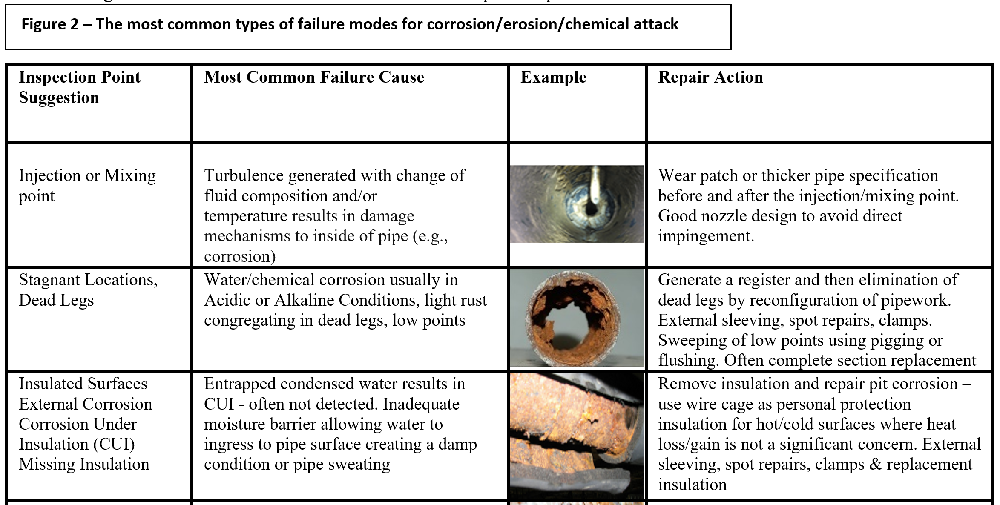 Figure 2 – The most common types of failure modes for corrosion/erosion/chemical attack
Inspection Point
Suggestion
Most Common Failure Cause
Example
Repair Action
Injection or Mixing
point
Turbulence generated with change of
fluid composition and/or
temperature results in damage
mechanisms to inside of pipe (e.g.,
corrosion)
Wear patch or thicker pipe specification
before and after the injection/mixing point.
Good nozzle design to avoid direct
impingement.
Stagnant Locations,
Dead Legs
Water/chemical corrosion usually in
Acidic or Alkaline Conditions, light rust
congregating in dead legs, low points
Generate a register and then elimination of
dead legs by reconfiguration of pipework.
External sleeving, spot repairs, clamps.
Sweeping of low points using pigging or
flushing. Often complete section replacement
Insulated Surfaces
External Corrosion
Corrosion Under
Insulation (CUI)
Missing Insulation
Entrapped condensed water results in
CUI - often not detected. Inadequate
moisture barrier allowing water to
ingress to pipe surface creating a damp
condition or pipe sweating
Remove insulation and repair pit corrosion –
use wire cage as personal protection
insulation for hot/cold surfaces where heat
loss/gain is not a significant concern. External
sleeving, spot repairs, clamps & replacement
insulation